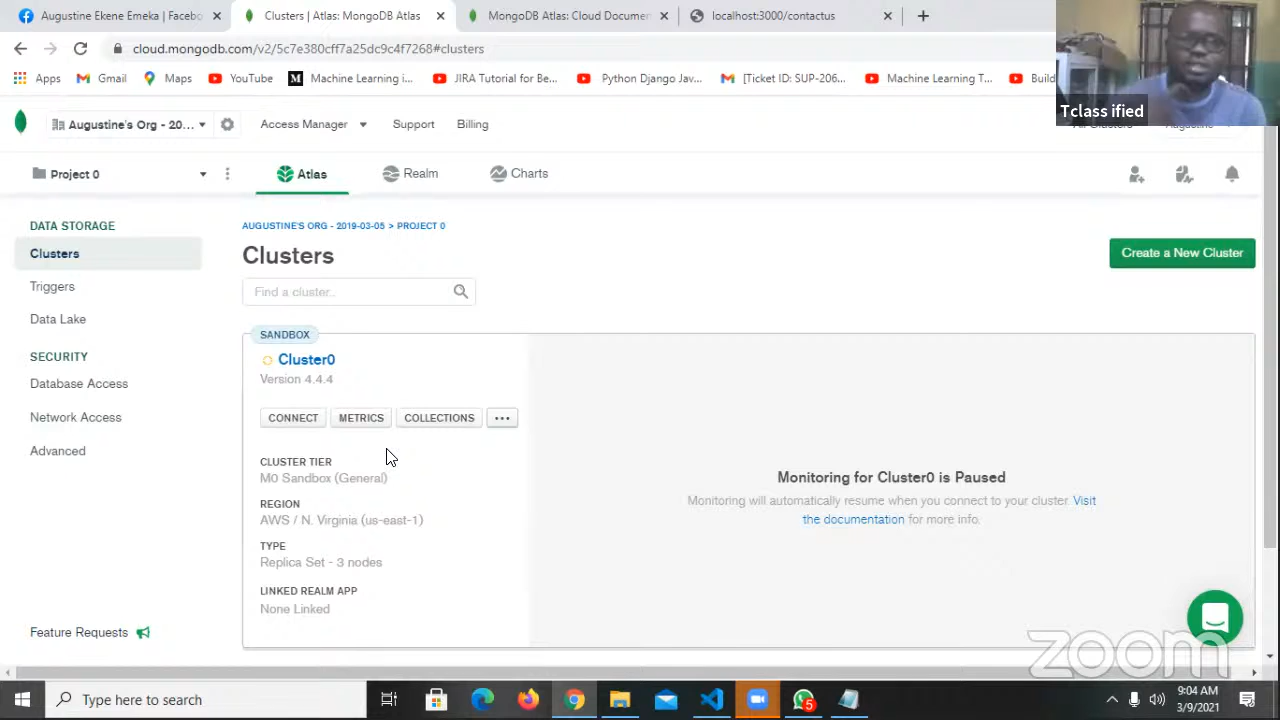 Augustine Ekene Emeka | Facebo
Clusters | Atlas: MongoDB Atlas
MongoDB Atlas: Cloud Documen
localhost:3000/contactus
cloud.mongodb.com/v2/5c7e380cff7a25dc9c4f7268#clusters
Apps
Gmail
Maps
YouTube
Machine Learning i...
JIRA Tutorial for Be...
Python Django Jav...
[Ticket ID: SUP-206...
Machine Learning T...
Build
Tclass ified
Augustine's Org - 20...
Access Manager
Support
Billing
All Clusters
Augustine
Project 0
Atlas
Realm
Charts
DATA STORAGE
Clusters
Triggers
Data Lake
SECURITY
Database Access
Network Access
Advanced
Feature Requests
AUGUSTINE'S ORG - 2019-03-05 > PROJECT 0
Clusters
Create a New Cluster
Find a cluster..
SANDBOX
Cluster0
Version 4.4.4
CONNECT
METRICS
COLLECTIONS
...
CLUSTER TIER
M0 Sandbox (General)
REGION
AWS / N. Virginia (us-east-1)
TYPE
Replica Set - 3 nodes
LINKED REALM APP
None Linked
Monitoring for Cluster0 is Paused
Monitoring will automatically resume when you connect to your cluster. Visit
the documentation for more info.
zoom
Type here to search
5
9:04 AM
3/9/2021